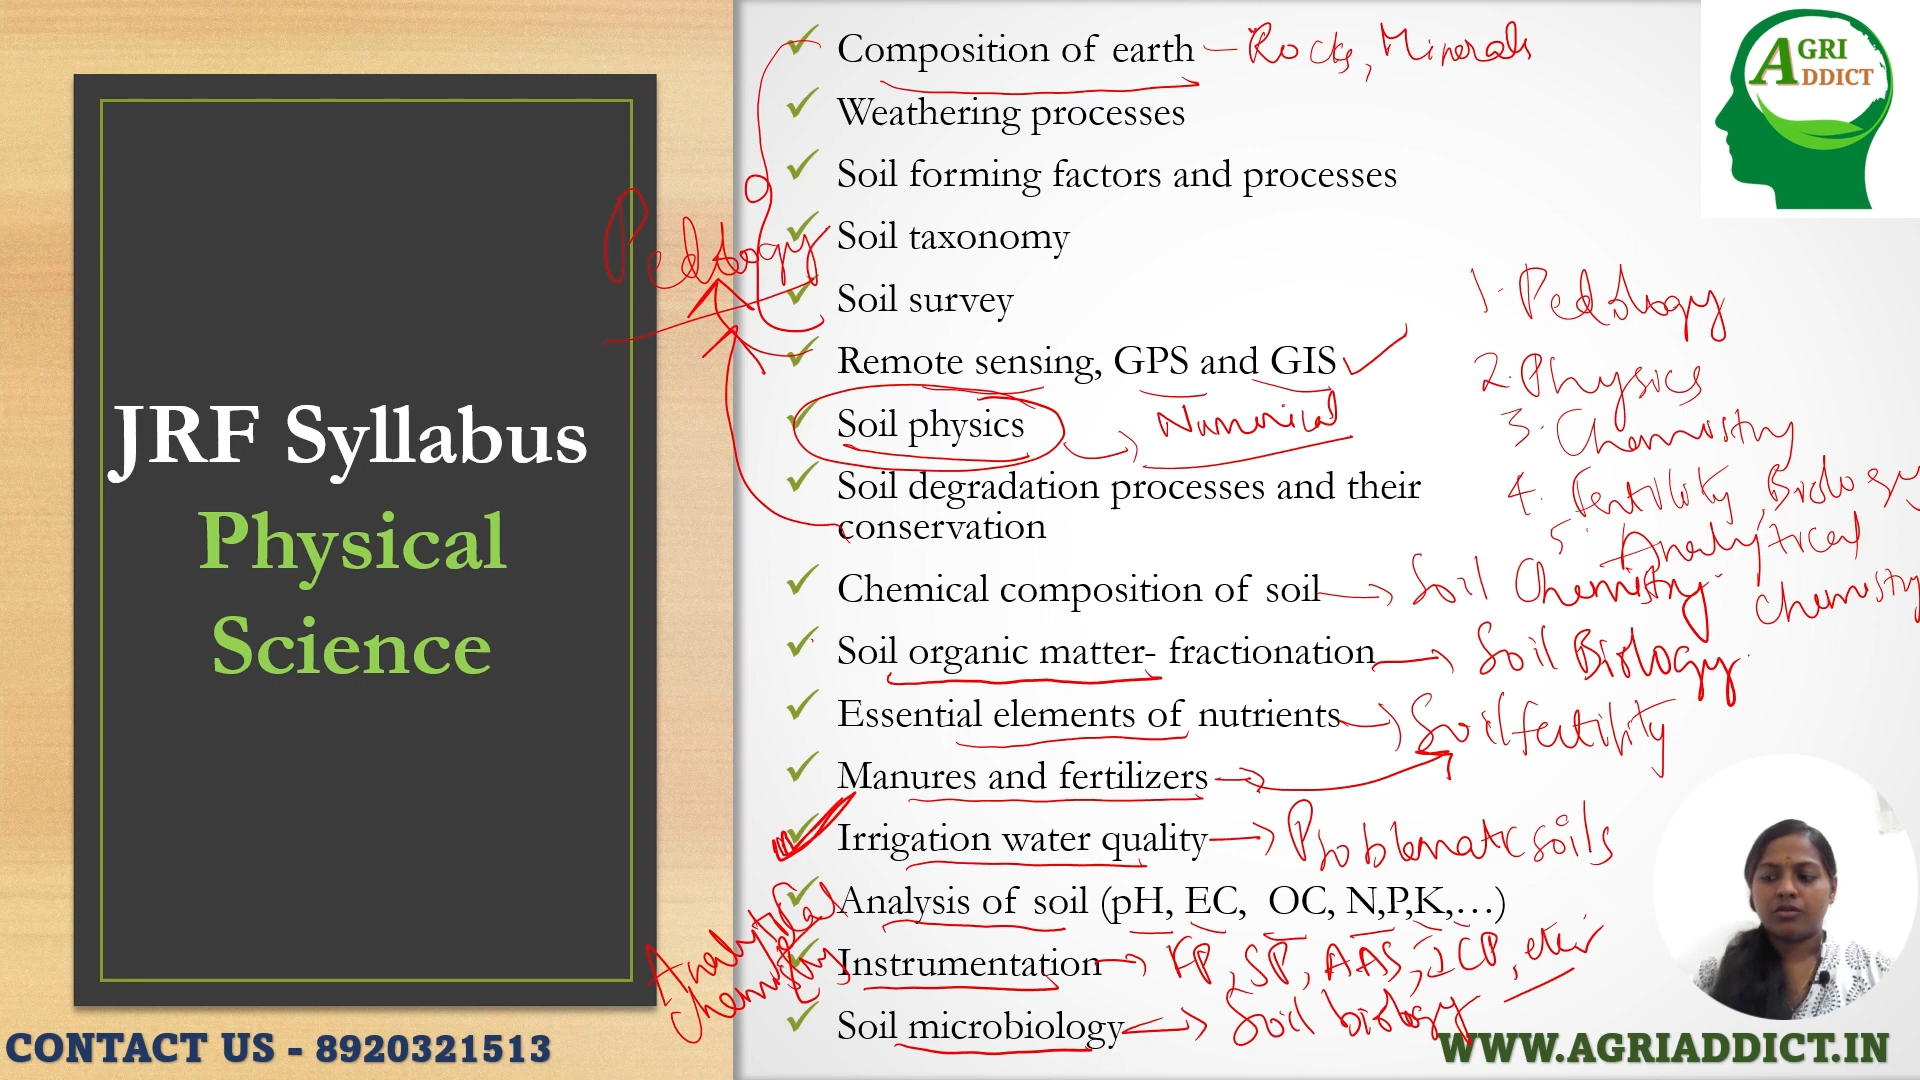 Composition of earth - Rocks, Minerals
AGRI
ADDICT
Weathering processes
Soil forming factors and processes
Pedology
Soil taxonomy
Soil survey
1. Pedology
Remote sensing, GPS and GIS
2. Physics
Soil physics
Numerical
3. Chemistry
Soil degradation processes and their
conservation
4. Fertility, Biology
5. Analytical
Chemistry
Chemical composition of soil → Soil Chemistry
Soil organic matter- fractionation → Soil Biology
Essential elements of nutrients → Soil fertility
Manures and fertilizers
Irrigation water quality → Problematic soils
Analytical
Chemistry
Analysis of soil (pH, EC, OC, N,P,K,...)
Instrumentation → FP, SP, AAS, ICP,
Soil microbiology → Soil biology
JRF Syllabus
Physical
Science
CONTACT US - 8920321513
WWW.AGRIADDICT.IN